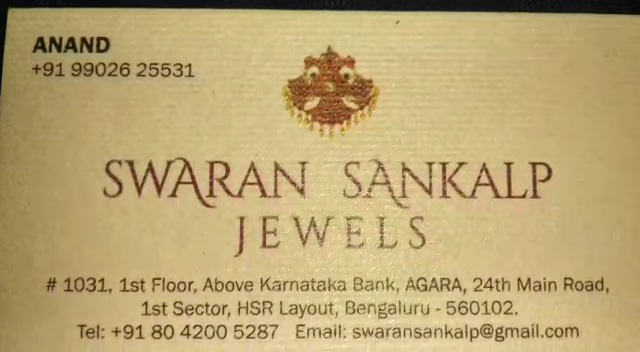 ANAND
+91 99026 25531
SWARAN SANKALP
JEWELS
# 1031, 1st Floor, Above Karnataka Bank, AGARA, 24th Main Road,
1st Sector, HSR Layout, Bengaluru - 560102.
Tel: +91 80 4200 5287 Email: swaransankalp@gmail.com